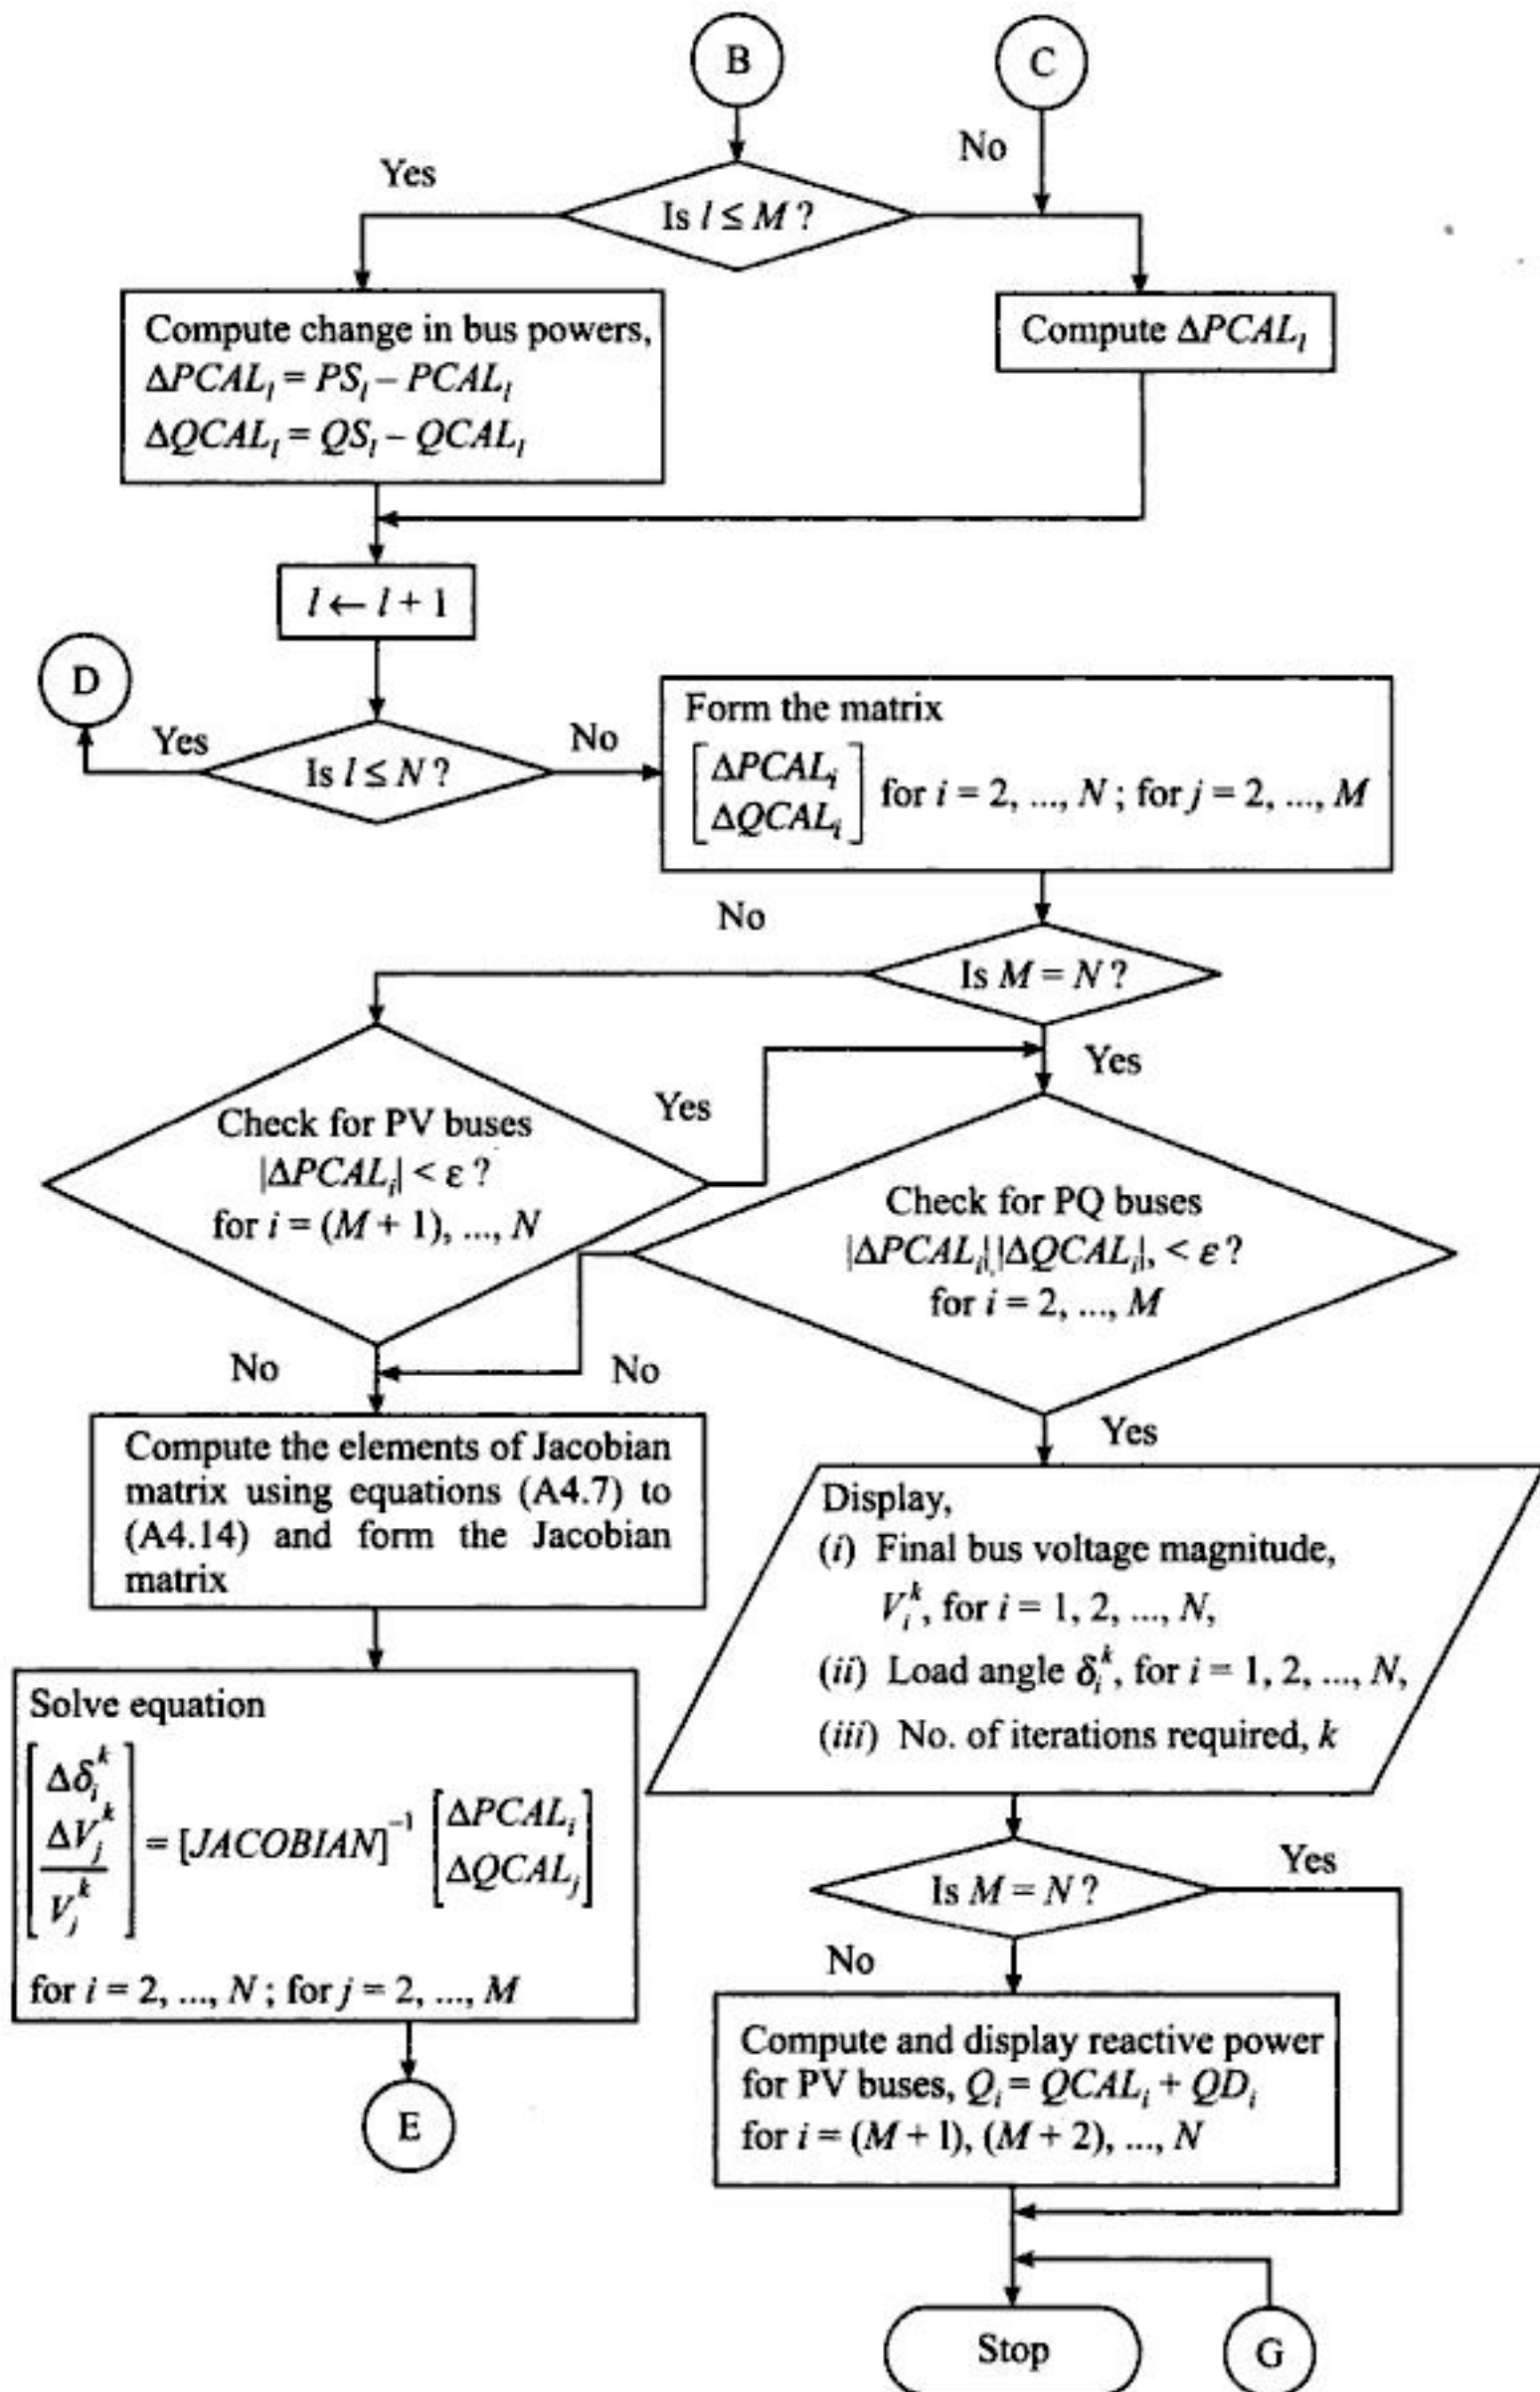 B
C
No
Yes
Is l ≤ M ?
Compute change in bus powers,
ΔPCAL_l = PS_l – PCAL_l
ΔQCAL_l = QS_l – QCAL_l
Compute ΔPCAL_l
l ← l + 1
D
Yes
Is l ≤ N ?
No
Form the matrix
[ΔPCAL_i
ΔQCAL_i] for i = 2, ..., N ; for j = 2, ..., M
No
Is M = N ?
Yes
Check for PV buses
|ΔPCAL_i| < ε ?
for i = (M + 1), ..., N
Yes
Check for PQ buses
|ΔPCAL_i| |ΔQCAL_i|, < ε ?
for i = 2, ..., M
No
No
Yes
Compute the elements of Jacobian
matrix using equations (A4.7) to
(A4.14) and form the Jacobian
matrix
Display,
(i) Final bus voltage magnitude,
V_i^k, for i = 1, 2, ..., N,
(ii) Load angle δ_i^k, for i = 1, 2, ..., N,
(iii) No. of iterations required, k
Solve equation
[Δδ_i^k
ΔV_j^k
V_j^k] = [JACOBIAN]^–1 [ΔPCAL_i
ΔQCAL_j]
for i = 2, ..., N ; for j = 2, ..., M
E
Is M = N ?
Yes
No
Compute and display reactive power
for PV buses, Q_i = QCAL_i + QD_i
for i = (M + 1), (M + 2), ..., N
Stop
G